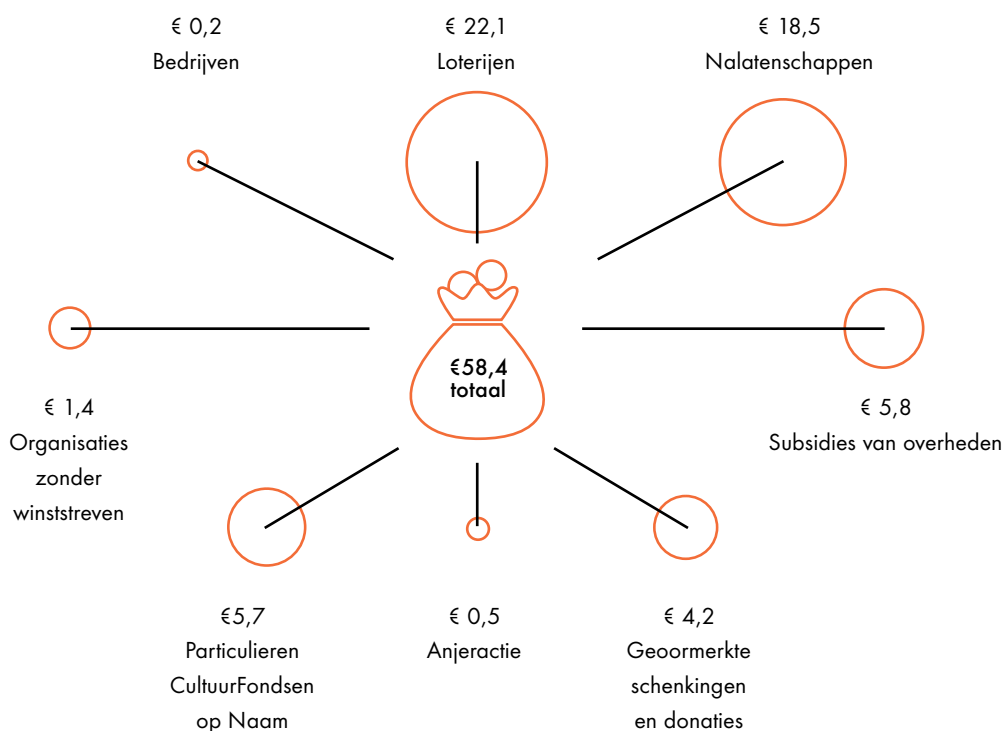 € 0,2
Bedrijven
€ 22,1
Loterijen
€ 18,5
Nalatenschappen
€58,4
totaal
€ 1,4
Organisaties
zonder
winststreven
€ 5,8
Subsidies van overheden
€5,7
Particulieren
CultuurFondsen
op Naam
€ 0,5
Anjeractie
€ 4,2
Geoormerkte
schenkingen
en donaties